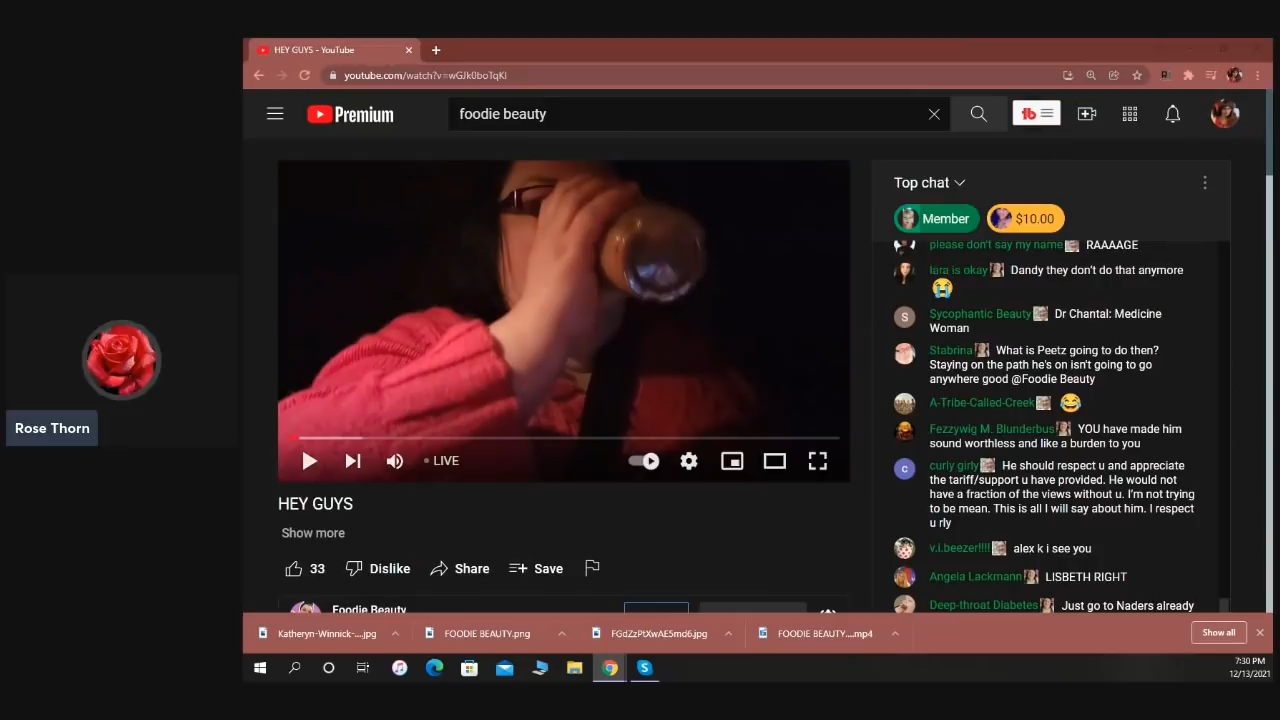 HEY GUYS - YouTube
youtube.com/watch?v=wGJk0boTqKI
Premium
foodie beauty
tb
Top chat
Member
$10.00
please don't say my name RAAAAGE
lara is okay Dandy they don't do that anymore
S
Sycophantic Beauty Dr Chantal: Medicine
Woman
Stabrina What is Peetz going to do then?
Staying on the path he's on isn't going to go
anywhere good @Foodie Beauty
A-Tribe-Called-Creek
Fezzywig M. Blunderbus YOU have made him
sound worthless and like a burden to you
c
curly girly He should respect u and appreciate
the tariff/support u have provided. He would not
have a fraction of the views without u. I'm not trying
to be mean. This is all I will say about him. I respect
u rly
v.i.beezer!!!! alex k i see you
Angela Lackmann LISBETH RIGHT
Deep-throat Diabetes Just go to Naders already
Rose Thorn
LIVE
HEY GUYS
Show more
33
Dislike
Share
Save
Foodie Beauty
Katheryn-Winnick-....jpg
FOODIE BEAUTY.png
FGdZzPtXwAE5md6.jpg
FOODIE BEAUTY....mp4
Show all
7:30 PM
12/13/2021